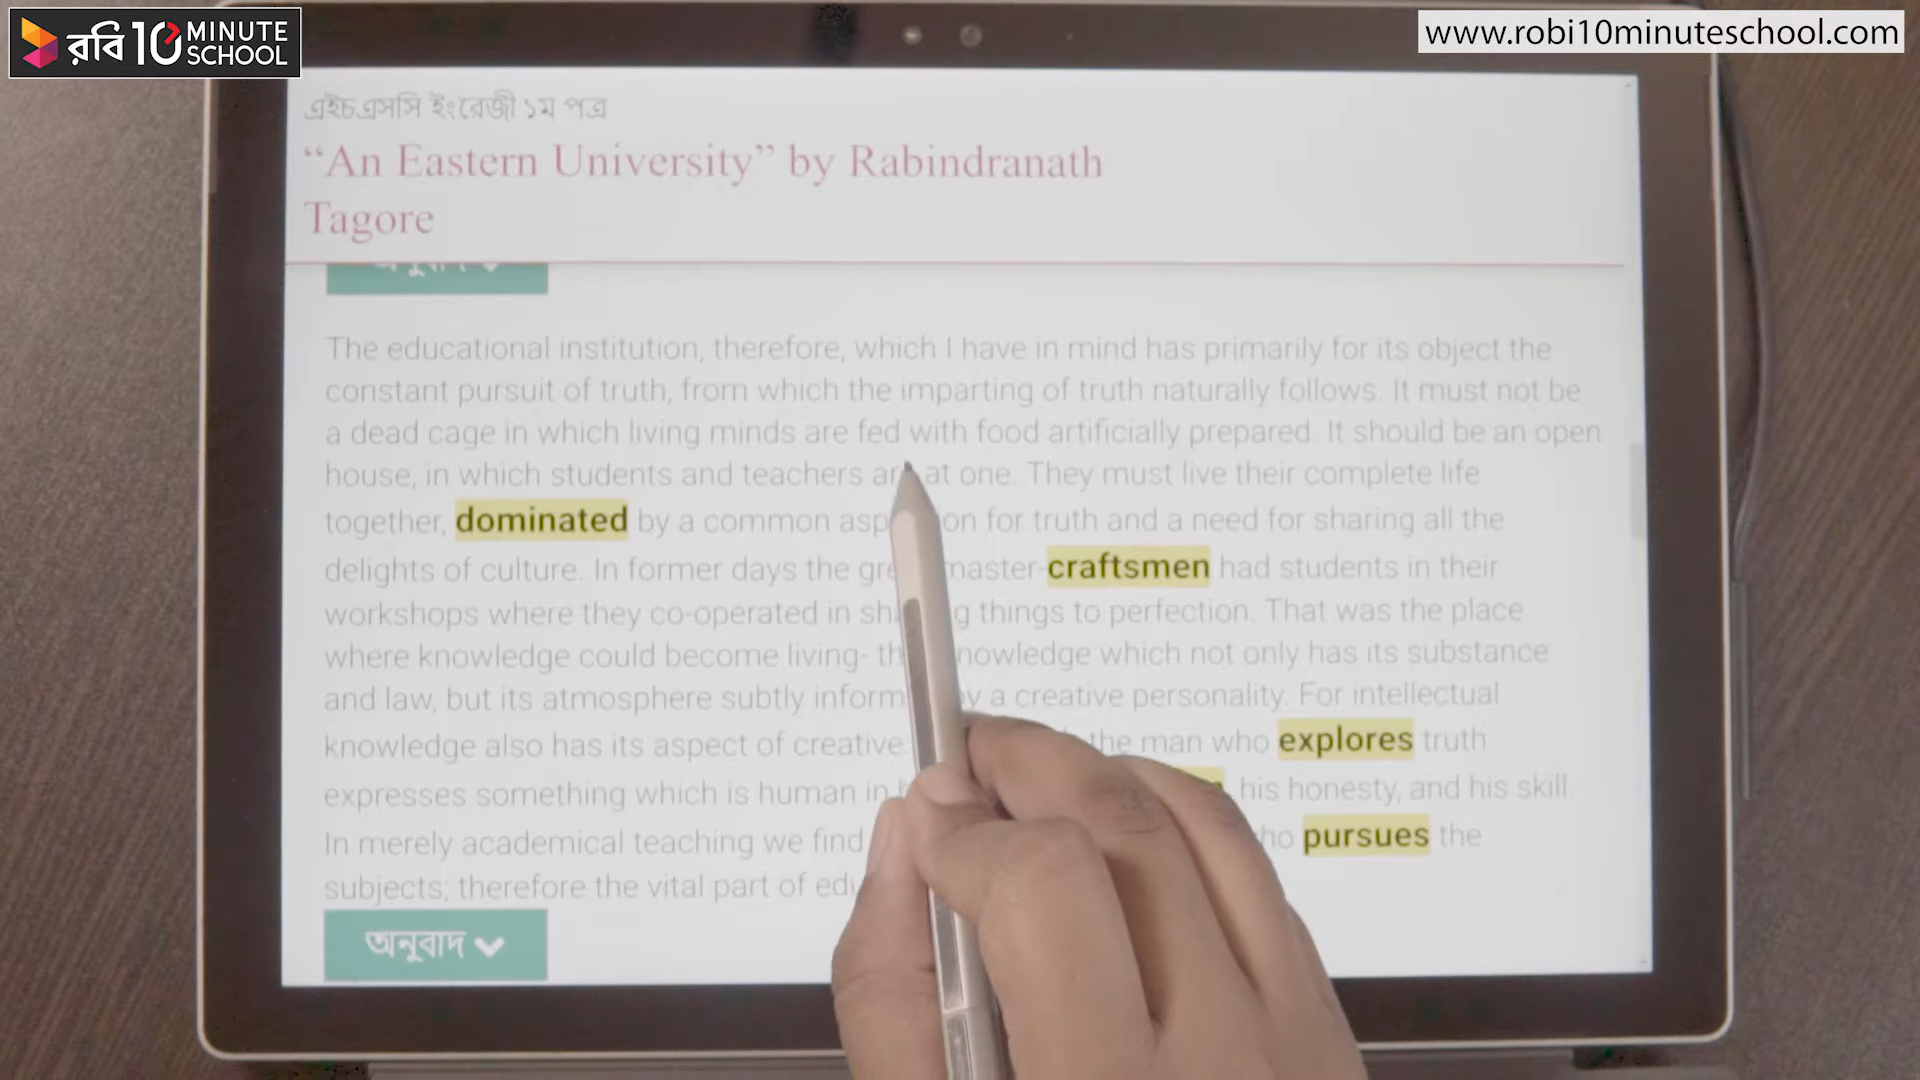 রবি 10 MINUTE SCHOOL
www.robi10minuteschool.com
এইচএসসি ইংরেজী ১ম পত্র
“An Eastern University” by Rabindranath
Tagore
অনুবাদ
The educational institution, therefore, which I have in mind has primarily for its object the
constant pursuit of truth, from which the imparting of truth naturally follows. It must not be
a dead cage in which living minds are fed with food artificially prepared. It should be an open
house, in which students and teachers are at one. They must live their complete life
together, dominated by a common asp on for truth and a need for sharing all the
delights of culture. In former days the gre master-craftsmen had students in their
workshops where they co-operated in sh g things to perfection. That was the place
where knowledge could become living- th nowledge which not only has its substance
and law, but its atmosphere subtly inform y a creative personality. For intellectual
knowledge also has its aspect of creative the man who explores truth
expresses something which is human in his honesty, and his skill.
In merely academical teaching we find ho pursues the
subjects; therefore the vital part of edu
অনুবাদ